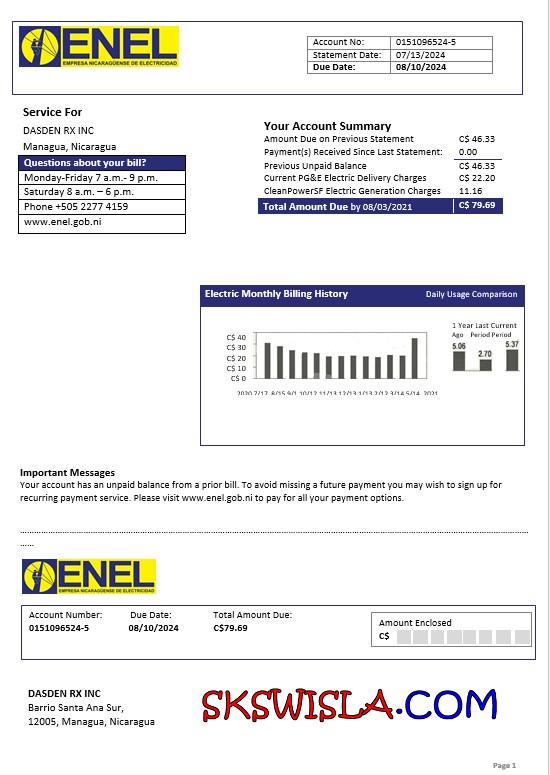 ENEL
EMPRESA NICARAGÜENSE DE ELECTRICIDAD
Account No: 0151096524-5
Statement Date: 07/13/2024
Due Date: 08/10/2024
Service For
DASDEN RX INC
Managua, Nicaragua
Questions about your bill?
Monday-Friday 7 a.m.- 9 p.m.
Saturday 8 a.m. – 6 p.m.
Phone +505 2277 4159
www.enel.gob.ni
Your Account Summary
Amount Due on Previous Statement C$ 46.33
Payment(s) Received Since Last Statement: 0.00
Previous Unpaid Balance C$ 46.33
Current PG&E Electric Delivery Charges C$ 22.20
CleanPowerSF Electric Generation Charges 11.16
Total Amount Due by 08/03/2021 C$ 79.69
Electric Monthly Billing History Daily Usage Comparison
1 Year Last Current
Ago Period Period
5.06 2.70 5.37
C$ 40
C$ 30
C$ 20
C$ 10
C$ 0
2020 7/17 8/15 9/1 10/12 11/13 12/13 1/13 2/12 3/14 5/14 2021
Important Messages
Your account has an unpaid balance from a prior bill. To avoid missing a future payment you may wish to sign up for
recurring payment service. Please visit www.enel.gob.ni to pay for all your payment options.
ENEL
EMPRESA NICARAGÜENSE DE ELECTRICIDAD
Account Number: Due Date: Total Amount Due:
0151096524-5 08/10/2024 C$79.69
Amount Enclosed
C$
DASDEN RX INC
Barrio Santa Ana Sur,
12005, Managua, Nicaragua
SKSWISLA.COM
Page 1